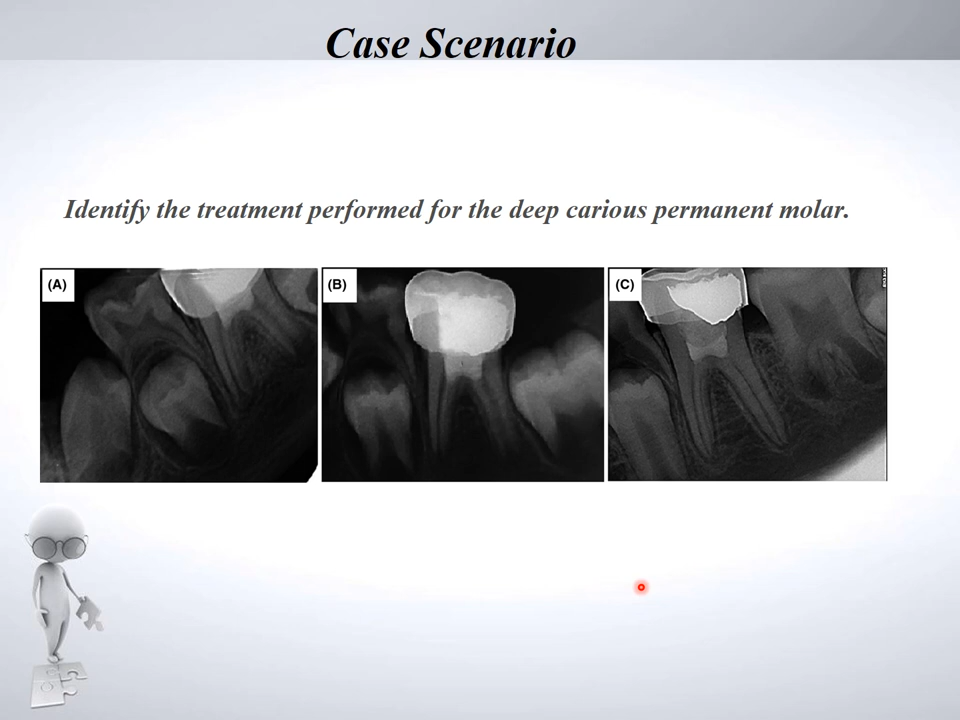 Case Scenario
Identify the treatment performed for the deep carious permanent molar.
(A)
(B)
(C)